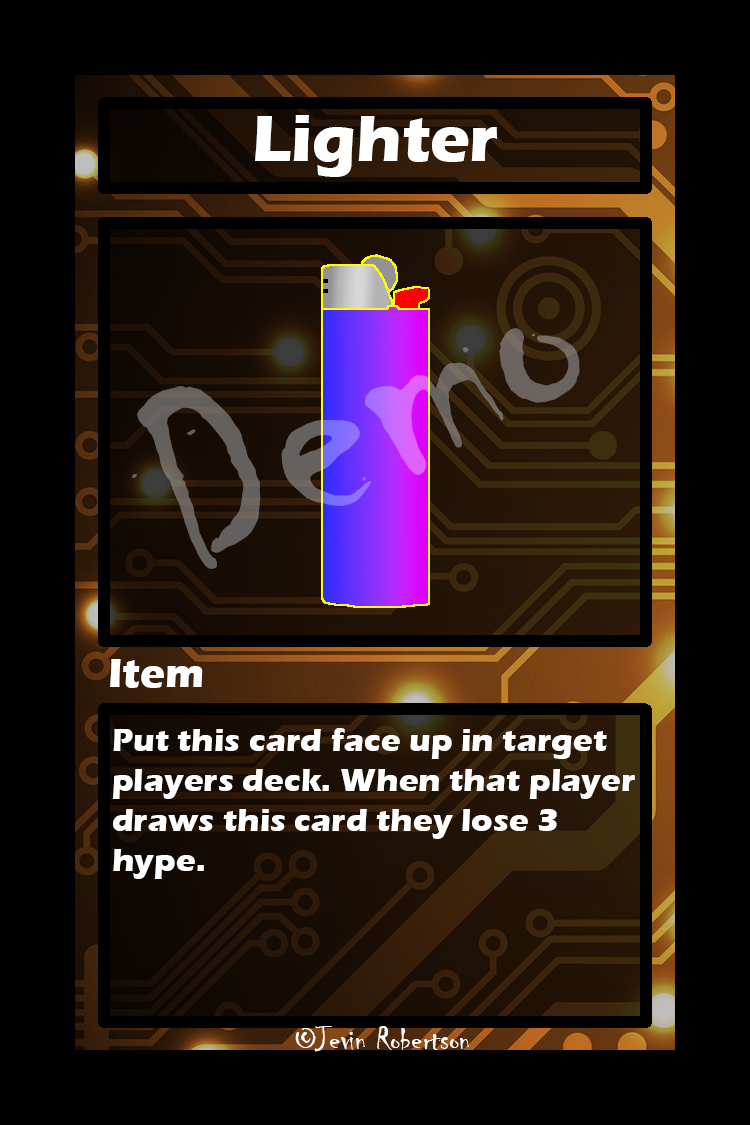 Lighter
Demo
Item
Put this card face up in target
players deck. When that player
draws this card they lose 3
hype.
©Jevin Robertson